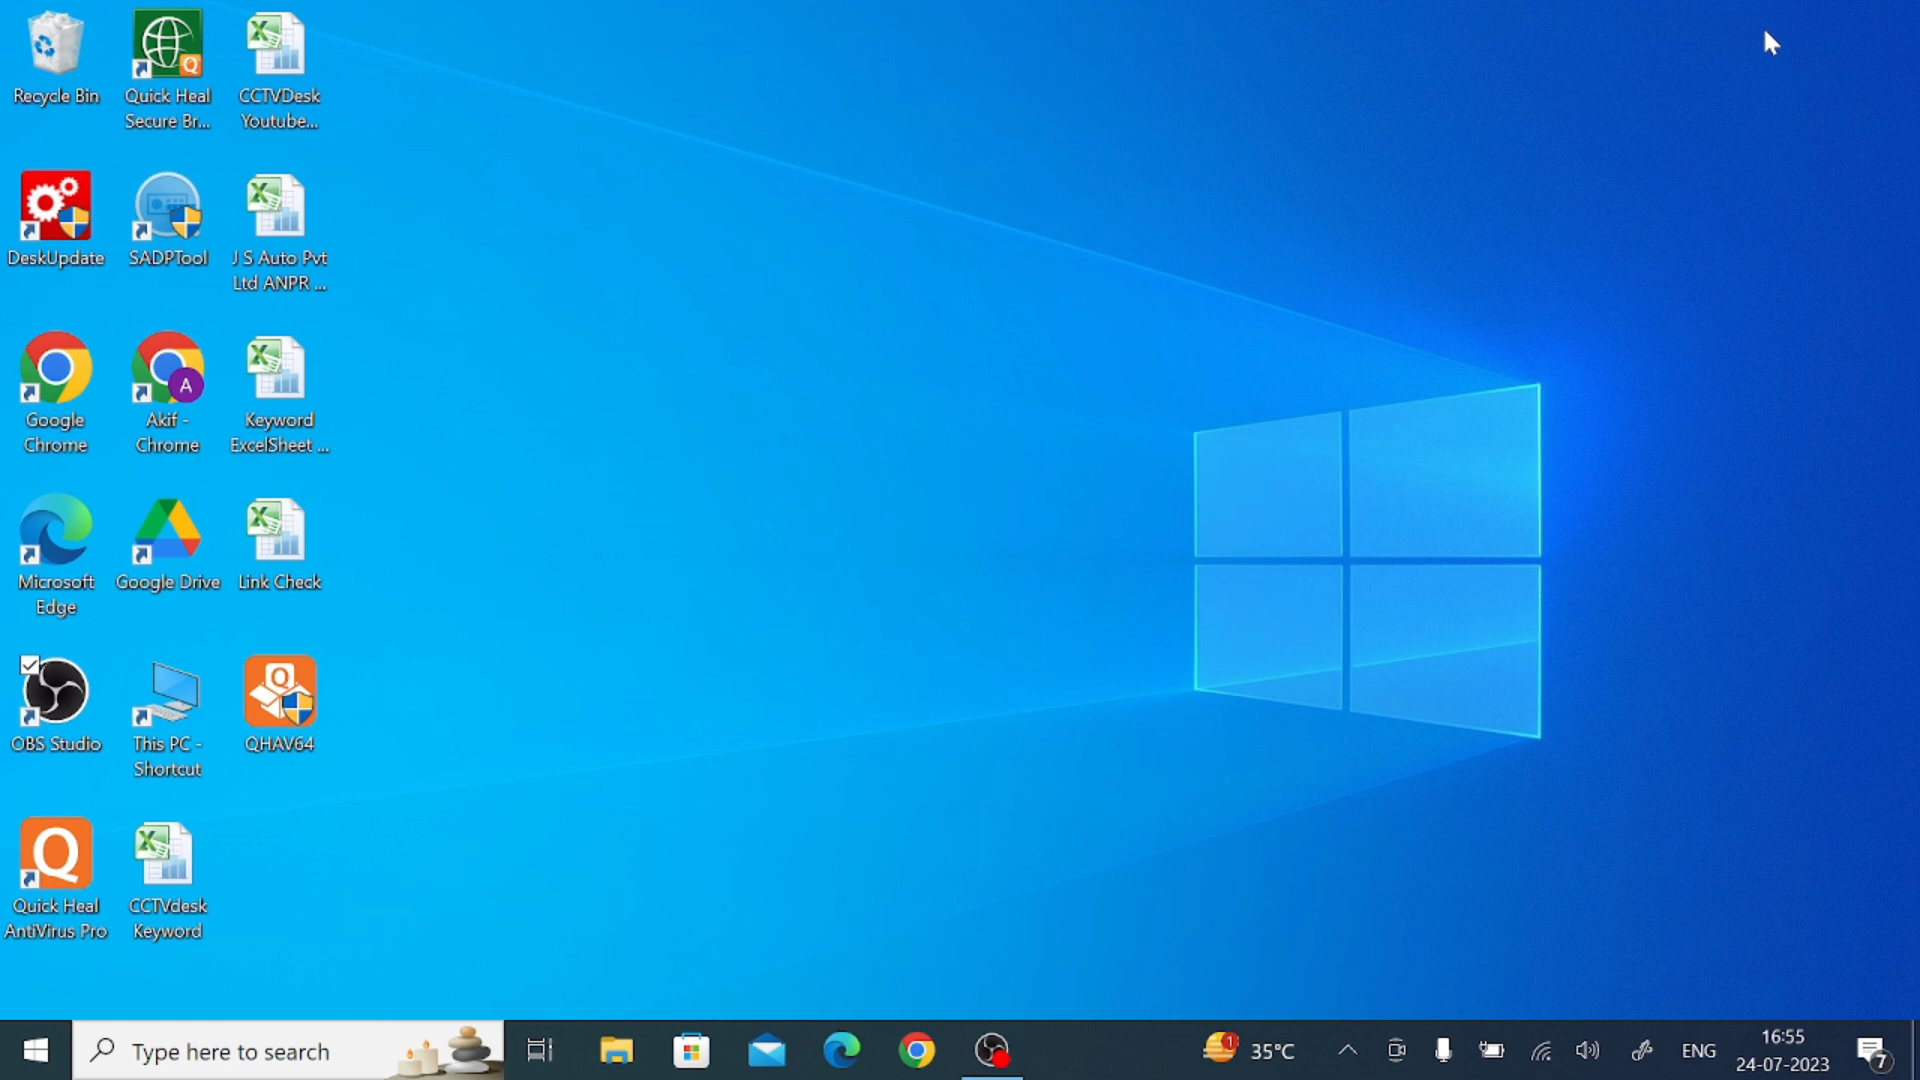 Recycle Bin
Quick Heal
Secure Br...
CCTVDesk
Youtube...
DeskUpdate
SADPTool
J S Auto Pvt
Ltd ANPR ...
Google
Chrome
A
Akif -
Chrome
Keyword
ExcelSheet ...
Microsoft
Edge
Google Drive
Link Check
OBS Studio
This PC -
Shortcut
QHAV64
Quick Heal
AntiVirus Pro
CCTVdesk
Keyword
Type here to search
1
35°C
ENG
16:55
24-07-2023
7